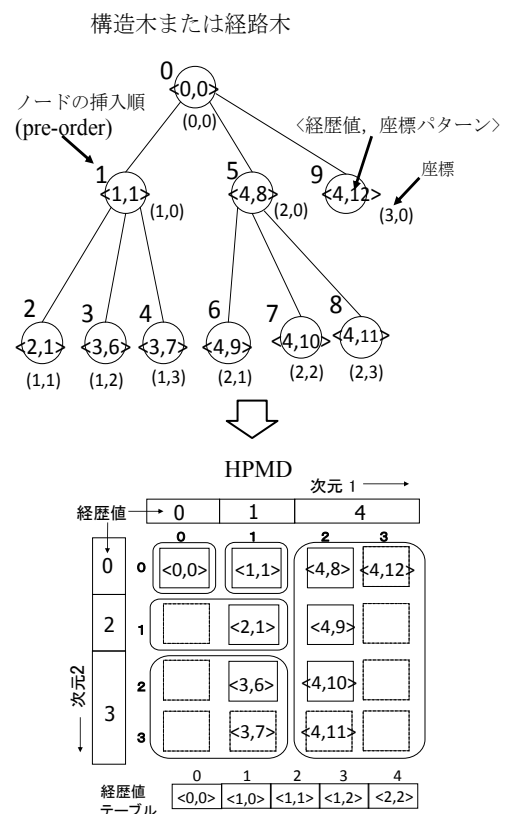 構造木または経路木
0
<0,0>
(0,0)
ノードの挿入順
(pre-order)
<経歴値, 座標パターン>
座標
1
<1,1>
(1,0)
5
<4,8>
(2,0)
9
<4,12>
(3,0)
2
<2,1>
(1,1)
3
<3,6>
(1,2)
4
<3,7>
(1,3)
6
<4,9>
(2,1)
7
<4,10>
(2,2)
8
<4,11>
(2,3)
HPMD
次元 1
経歴値 0 1 4
0 1 2 3
0 0 <0,0> <1,1> <4,8> <4,12>
2 1 <2,1> <4,9>
次元2
3 2 <3,6> <4,10>
3 <3,7> <4,11>
0 1 2 3 4
経歴値
テーブル <0,0> <1,0> <1,1> <1,2> <2,2>